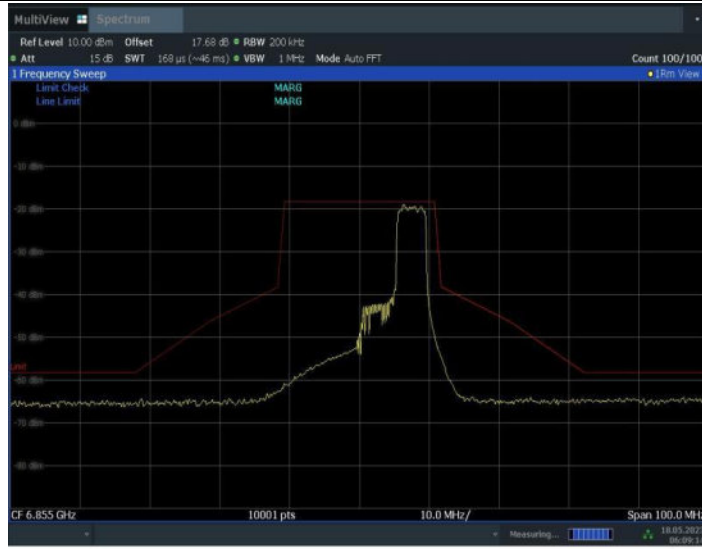 MultiView Spectrum
Ref Level 10.00 dBm Offset 17.68 dB RBW 200 kHz
Att 15 dB SWT 168 µs (~46 ms) VBW 1 MHz Mode Auto FFT Count 100/100
1 Frequency Sweep 1Rm View
Limit Check MARG
Line Limit MARG
0 dBm
-10 dBm
-20 dBm
-30 dBm
-40 dBm
-50 dBm
-60 dBm
-70 dBm
-80 dBm
CF 6.855 GHz 10001 pts 10.0 MHz/ Span 100.0 MHz
Measuring...